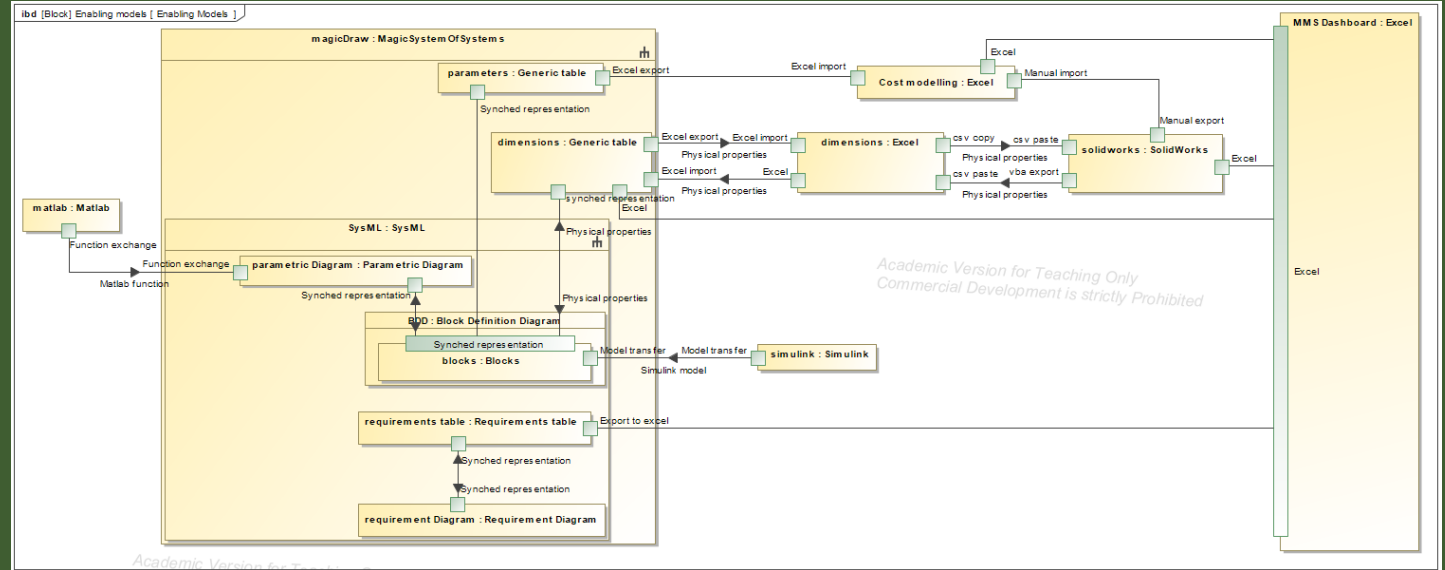 ibd [Block] Enabling models [ Enabling Models ]
MMS Dashboard : Excel
magicDraw : MagicSystemOfSystems
Excel
parameters : Generic table
Excel export
Excel import
Cost modelling : Excel
Manual import
Synched representation
Manual export
dimensions : Generic table
Excel export
Excel import
Physical properties
dimensions : Excel
csv copy
csv paste
Physical properties
solidworks : SolidWorks
Excel
Excel import
Excel
Physical properties
csv paste
vba export
Physical properties
synched representation
Excel
matlab : Matlab
SysML : SySML
Physical properties
Function exchange
Function exchange
Matlab function
parametric Diagram : Parametric Diagram
Academic Version for Teaching Only
Commercial Development is strictly Prohibited
Excel
Synched representation
Physical properties
BDD : Block Definition Diagram
Synched representation
blocks : Blocks
Model transfer
Model transfer
Simulink model
simulink : Simulink
requirements table : Requirements table
Export to excel
Synched representation
Synched representation
requirement Diagram : Requirement Diagram
Academic Version for